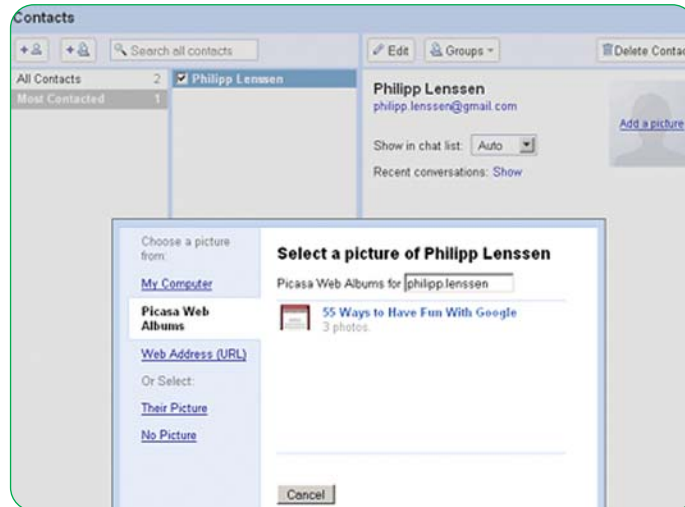 Contacts
Search all contacts
Edit
Groups
Delete Contac
All Contacts 2
Most Contacted 1
Philipp Lenssen
Philipp Lenssen
philipp.lenssen@gmail.com
Add a picture
Show in chat list: Auto
Recent conversations: Show
Choose a picture
from:
My Computer
Picasa Web
Albums
Web Address (URL)
Or Select:
Their Picture
No Picture
Select a picture of Philipp Lenssen
Picasa Web Albums for philipp.lenssen
55 Ways to Have Fun With Google
3 photos.
Cancel